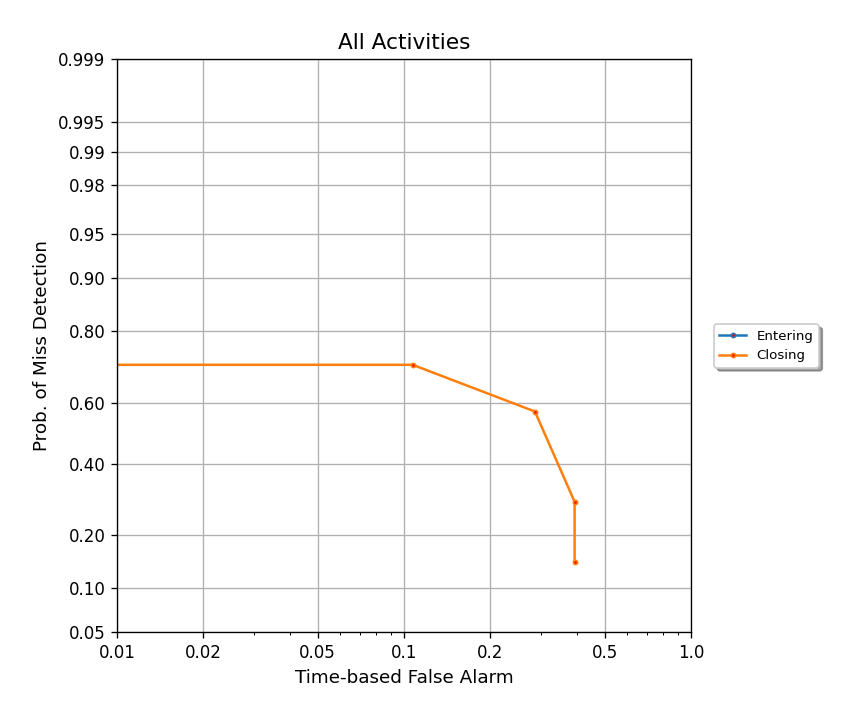 All Activities
0.999
0.995
0.99
0.98
0.95
0.90
0.80
0.60
0.40
0.20
0.10
0.05
Prob. of Miss Detection
0.01 0.02 0.05 0.1 0.2 0.5 1.0
Time-based False Alarm
Entering
Closing